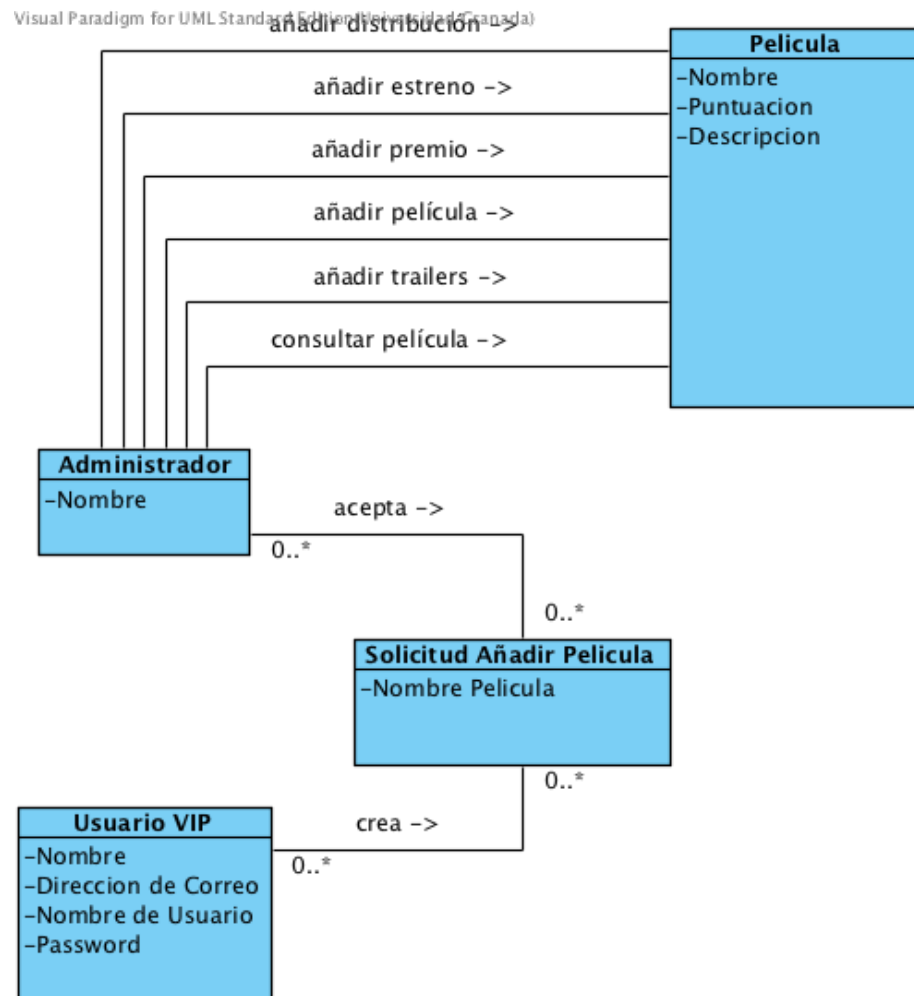 Visual Paradigm for UML Standard Edition(Universidad Granada)
añadir distribución ->
Pelicula
-Nombre
-Puntuacion
-Descripcion
añadir estreno ->
añadir premio ->
añadir película ->
añadir trailers ->
consultar película ->
Administrador
-Nombre
acepta ->
0..*
0..*
Solicitud Añadir Pelicula
-Nombre Pelicula
0..*
crea ->
0..*
Usuario VIP
-Nombre
-Direccion de Correo
-Nombre de Usuario
-Password